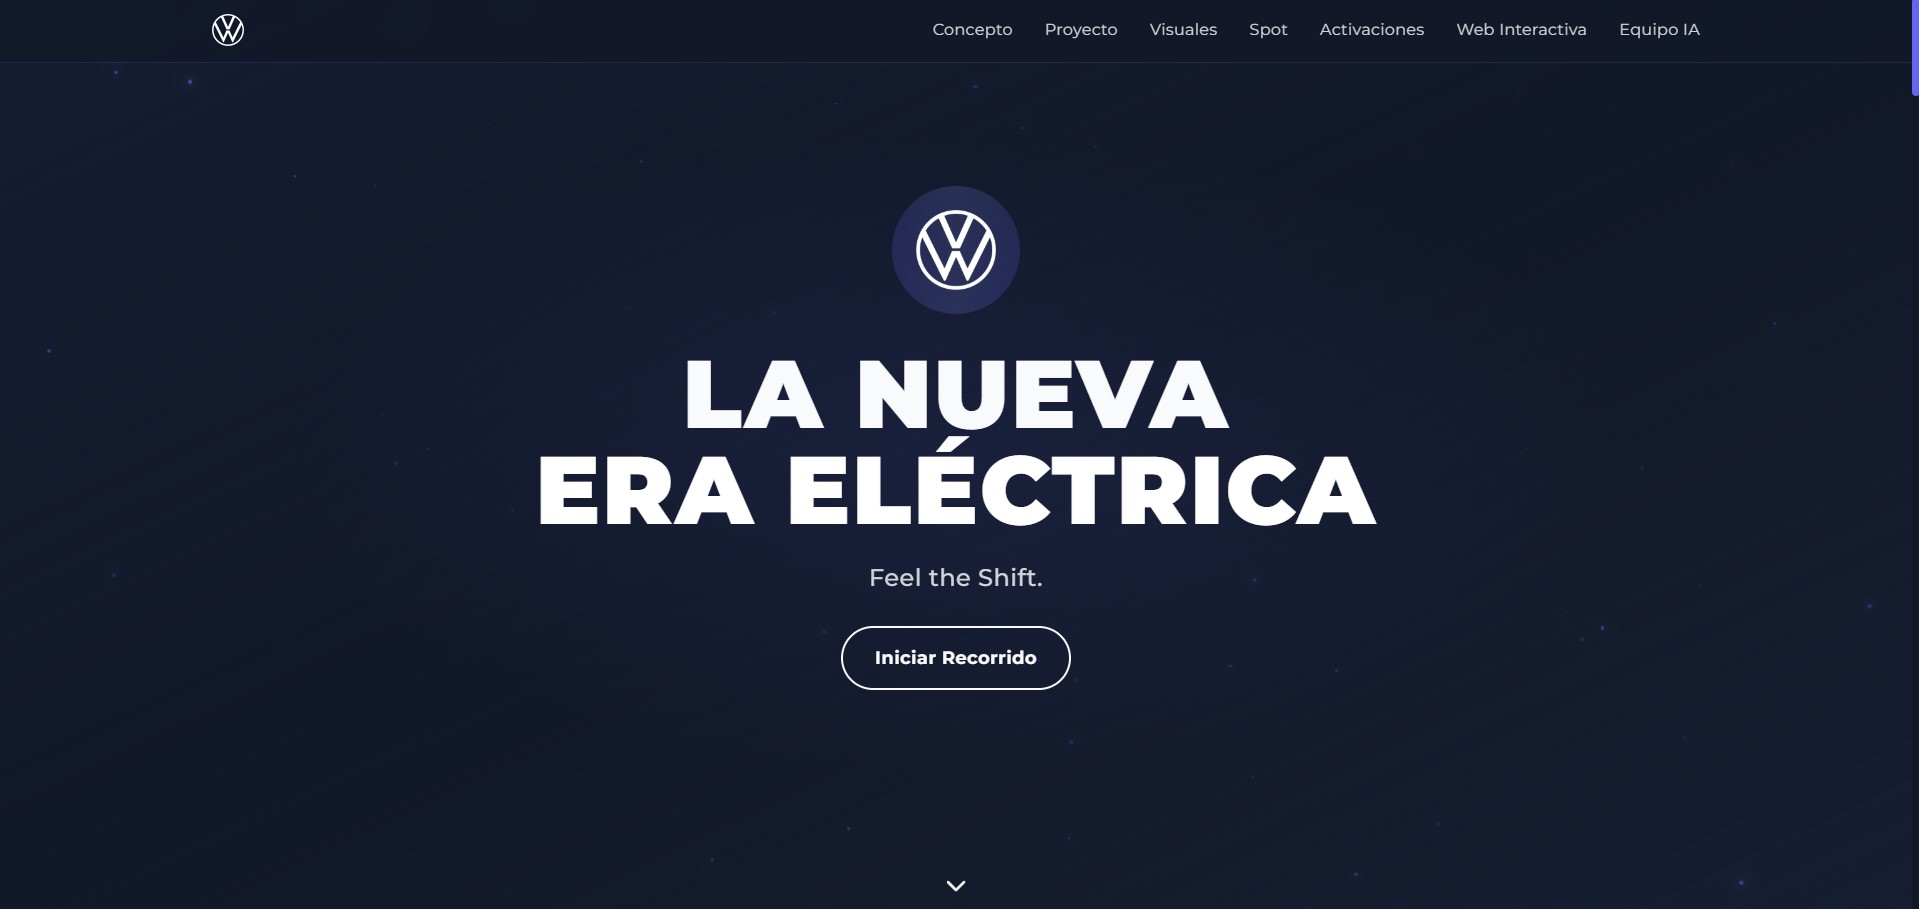 Concepto Proyecto Visuales Spot Activaciones Web Interactiva Equipo IA
LA NUEVA
ERA ELÉCTRICA
Feel the Shift.
Iniciar Recorrido